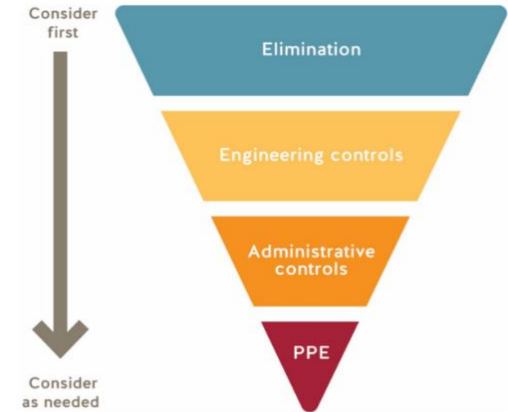 Consider
first
Elimination
Engineering controls
Administrative
controls
PPE
Consider
as needed